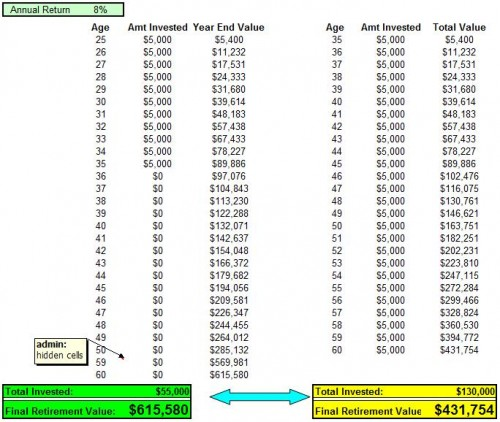 Annual Return 8%
Age Amt Invested Year End Value Age Amt Invested Total Value
25 $5,000 $5,400 35 $5,000 $5,400
26 $5,000 $11,232 36 $5,000 $11,232
27 $5,000 $17,531 37 $5,000 $17,531
28 $5,000 $24,333 38 $5,000 $24,333
29 $5,000 $31,680 39 $5,000 $31,680
30 $5,000 $39,614 40 $5,000 $39,614
31 $5,000 $48,183 41 $5,000 $48,183
32 $5,000 $57,438 42 $5,000 $57,438
33 $5,000 $67,433 43 $5,000 $67,433
34 $5,000 $78,227 44 $5,000 $78,227
35 $5,000 $89,886 45 $5,000 $89,886
36 $0 $97,076 46 $5,000 $102,476
37 $0 $104,843 47 $5,000 $116,075
38 $0 $113,230 48 $5,000 $130,761
39 $0 $122,288 49 $5,000 $146,621
40 $0 $132,071 50 $5,000 $163,751
41 $0 $142,637 51 $5,000 $182,251
42 $0 $154,048 52 $5,000 $202,231
43 $0 $166,372 53 $5,000 $223,810
44 $0 $179,682 54 $5,000 $247,115
45 $0 $194,056 55 $5,000 $272,284
46 $0 $209,581 56 $5,000 $299,466
47 $0 $226,347 57 $5,000 $328,824
48 $0 $244,455 58 $5,000 $360,530
49 $0 $264,012 59 $5,000 $394,772
50 $0 $285,132 60 $5,000 $431,754
admin:
hidden cells
59 $0 $569,981
60 $0 $615,580
Total Invested: $55,000 Total Invested: $130,000
Final Retirement Value: $615,580 Final Retirement Value $431,754